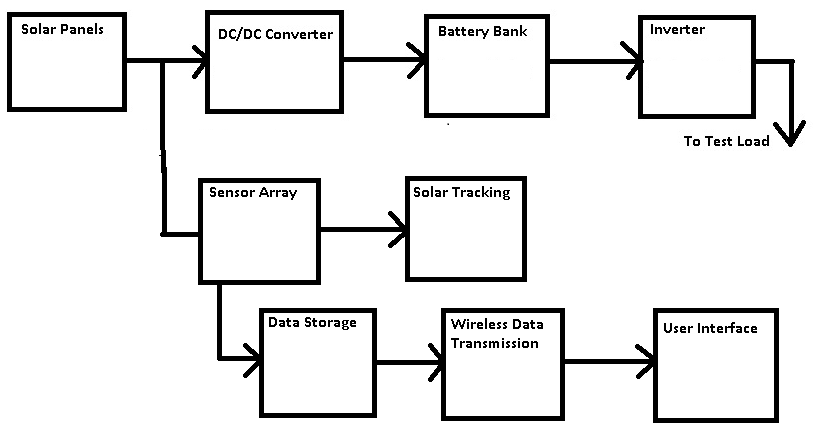 Solar Panels
DC/DC Converter
Battery Bank
Inverter
To Test Load
Sensor Array
Solar Tracking
Data Storage
Wireless Data
Transmission
User Interface